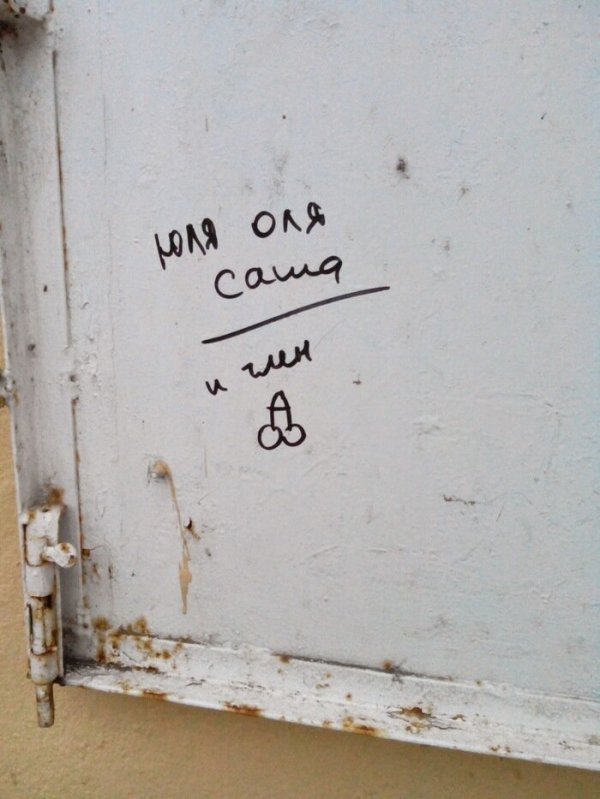 Юля Оля
Саша
и член